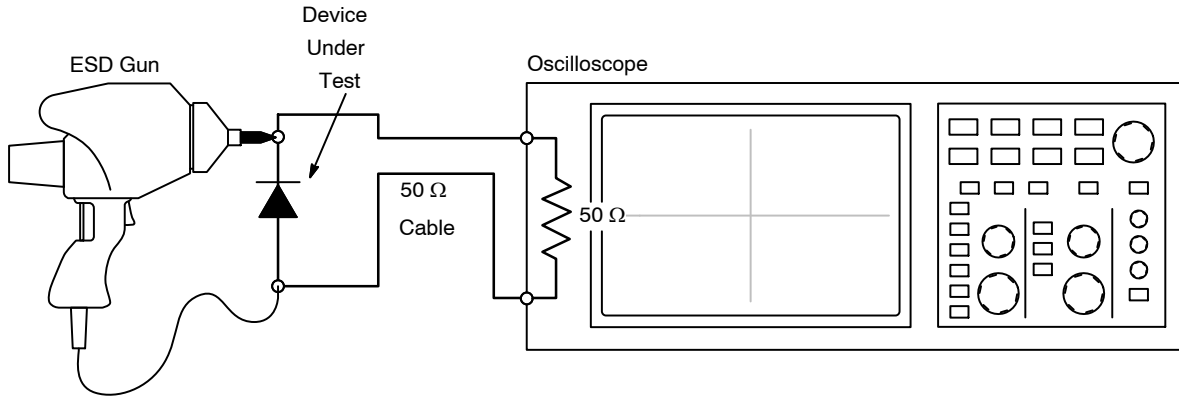 Device
Under
Test
ESD Gun
Oscilloscope
50 Ω
Cable
50 Ω